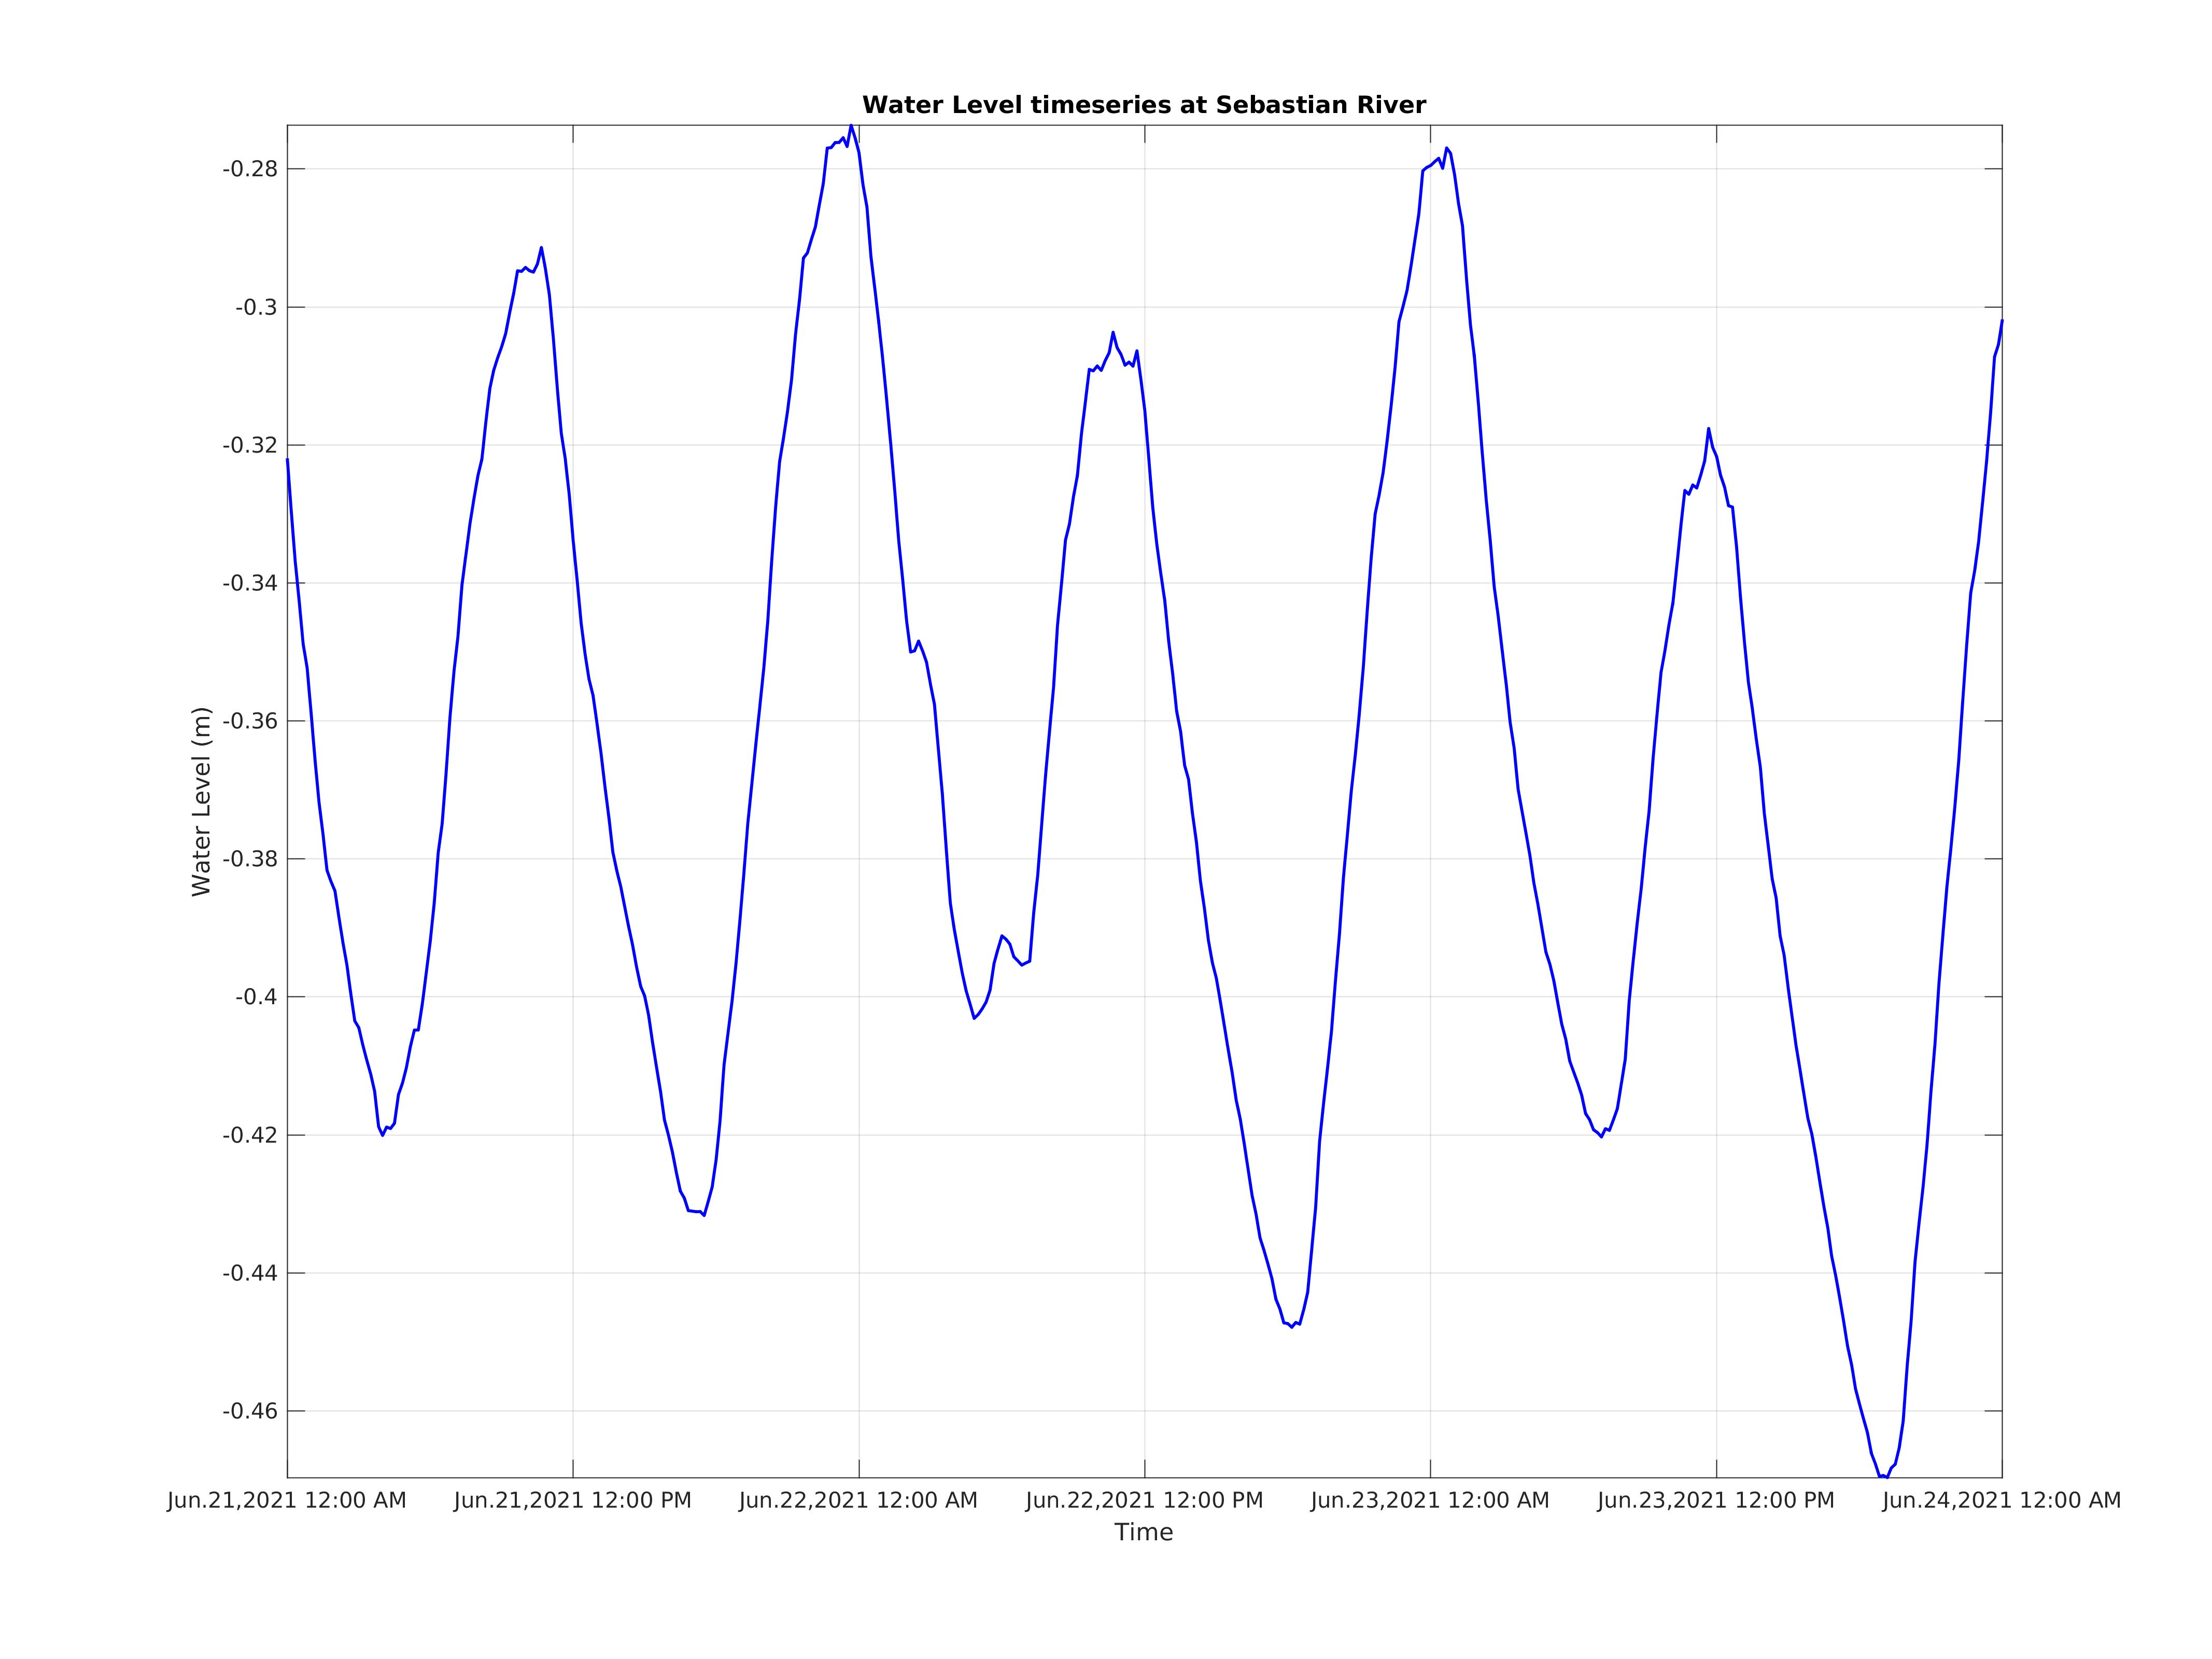 Water Level timeseries at Sebastian River
-0.28
-0.3
-0.32
-0.34
-0.36
-0.38
-0.4
-0.42
-0.44
-0.46
Water Level (m)
Jun.21,2021 12:00 AM
Jun.21,2021 12:00 PM
Jun.22,2021 12:00 AM
Jun.22,2021 12:00 PM
Jun.23,2021 12:00 AM
Jun.23,2021 12:00 PM
Jun.24,2021 12:00 AM
Time